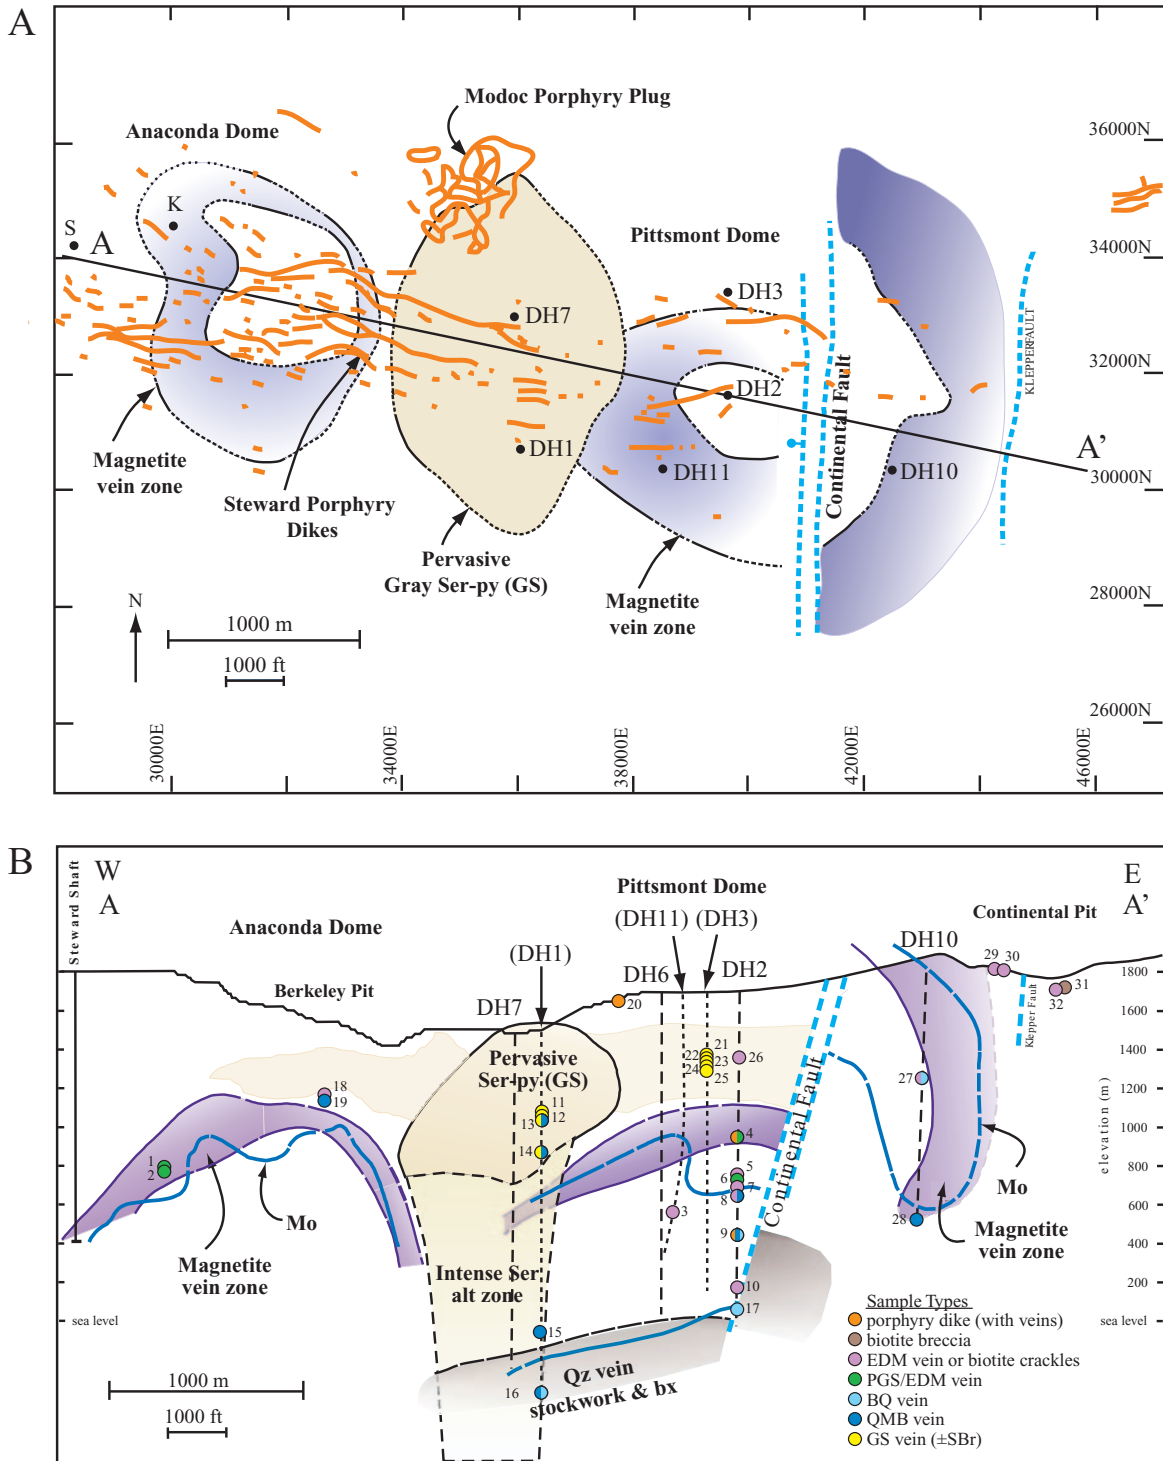 A
Modoc Porphyry Plug
Anaconda Dome
36000N
K
S
A
Pittsmont Dome
34000N
DH3
DH7
KLEPPER FAULT
32000N
DH2
Continental Fault
A'
DH1
DH11
DH10
30000N
Magnetite
vein zone
Steward Porphyry
Dikes
Pervasive
Gray Ser-py (GS)
Magnetite
vein zone
28000N
N
1000 m
1000 ft
26000N
30000E
34000E
38000E
42000E
46000E
B
W
A
E
A'
Steward Shaft
Pittsmont Dome
Continental Pit
Anaconda Dome
(DH11)
(DH3)
(DH1)
DH10
DH6
DH2
29
30
1800
Berkeley Pit
DH7
20
31
32
Klepper Fault
1600
Pervasive
Ser-py (GS)
21
22
23
24
25
26
1400
27
1200
18
19
11
12
13
14
4
1000
elevation (m)
1
2
5
6
7
8
800
Mo
Mo
3
28
600
Magnetite
vein zone
Magnetite
vein zone
9
Continental Fault
400
Intense Ser
alt zone
10
200
17
sea level
sea level
15
16
Qz vein
stockwork & bx
1000 m
1000 ft
Sample Types
porphyry dike (with veins)
biotite breccia
EDM vein or biotite crackles
PGS/EDM vein
BQ vein
QMB vein
GS vein (±SBr)